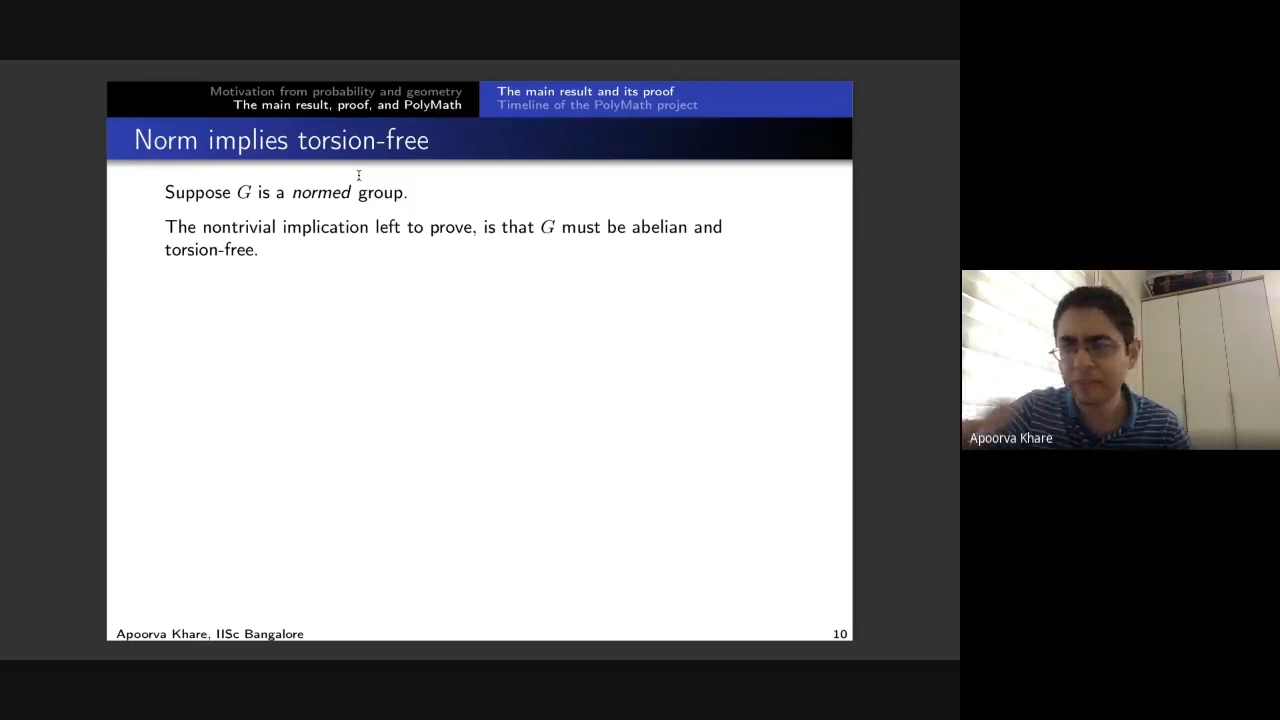 Motivation from probability and geometry
The main result, proof, and PolyMath
The main result and its proof
Timeline of the PolyMath project
Norm implies torsion-free
Suppose G is a normed group.
The nontrivial implication left to prove, is that G must be abelian and
torsion-free.
Apoorva Khare
Apoorva Khare, IISc Bangalore
10